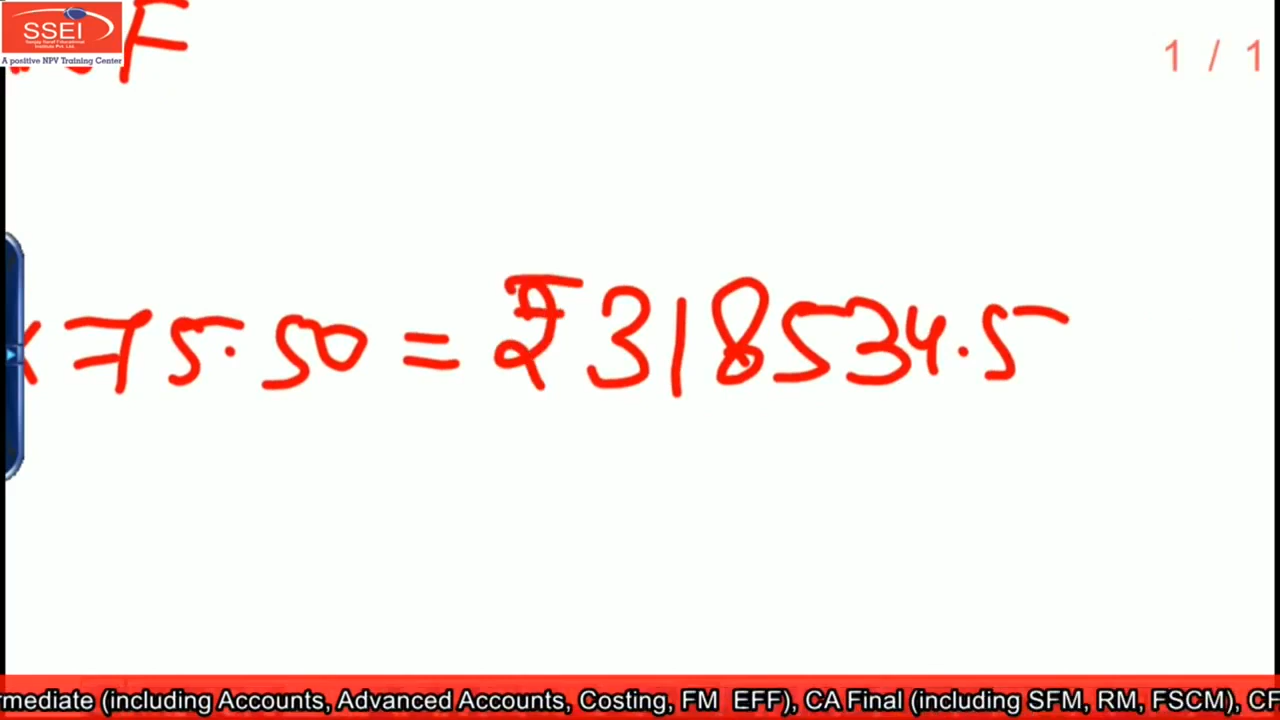 SSEI
A positive NPV Training Center
F
1 / 1
× 75.50 = ₹318534.5
rmediate (including Accounts, Advanced Accounts, Costing, FM EFF), CA Final (including SFM, RM, FSCM), CF